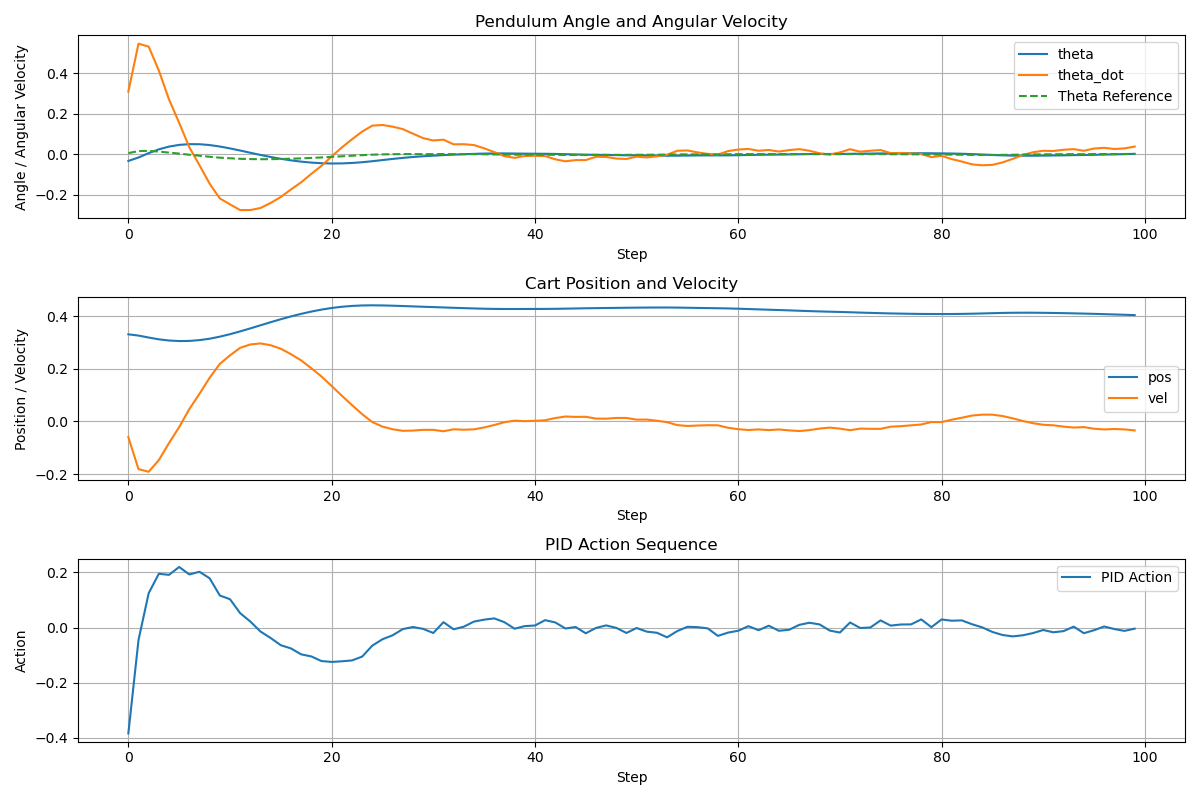 Pendulum Angle and Angular Velocity
Angle / Angular Velocity
0.4
0.2
0.0
−0.2
theta
theta_dot
Theta Reference
0 20 40 60 80 100
Step
Cart Position and Velocity
Position / Velocity
0.4
0.2
0.0
−0.2
pos
vel
0 20 40 60 80 100
Step
PID Action Sequence
Action
0.2
0.0
−0.2
−0.4
PID Action
0 20 40 60 80 100
Step